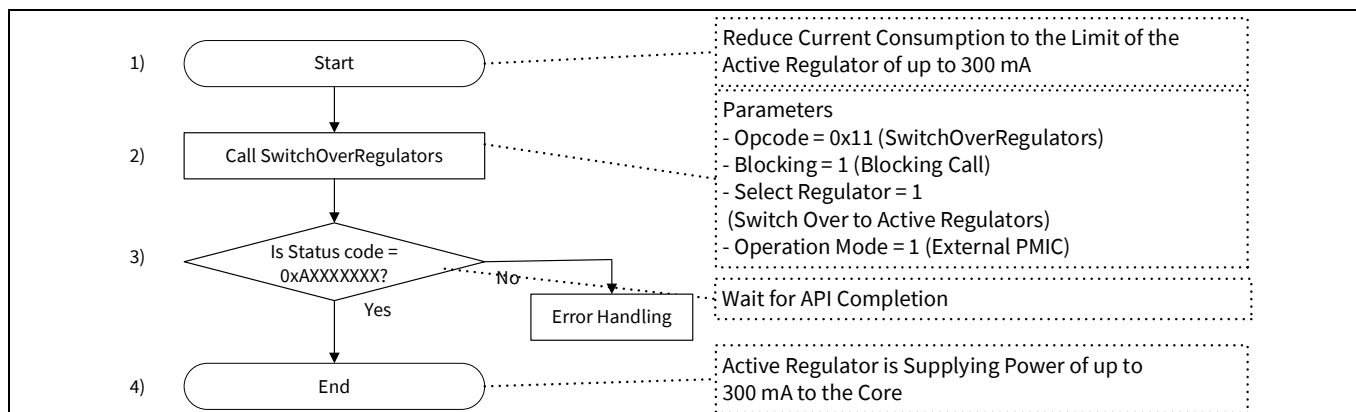 1)
Start
Reduce Current Consumption to the Limit of the
Active Regulator of up to 300 mA
2)
Call SwitchOverRegulators
Parameters
- Opcode = 0x11 (SwitchOverRegulators)
- Blocking = 1 (Blocking Call)
- Select Regulator = 1
(Switch Over to Active Regulators)
- Operation Mode = 1 (External PMIC)
3)
Is Status code =
0xAXXXXXXX?
No
Yes
Error Handling
Wait for API Completion
4)
End
Active Regulator is Supplying Power of up to
300 mA to the Core